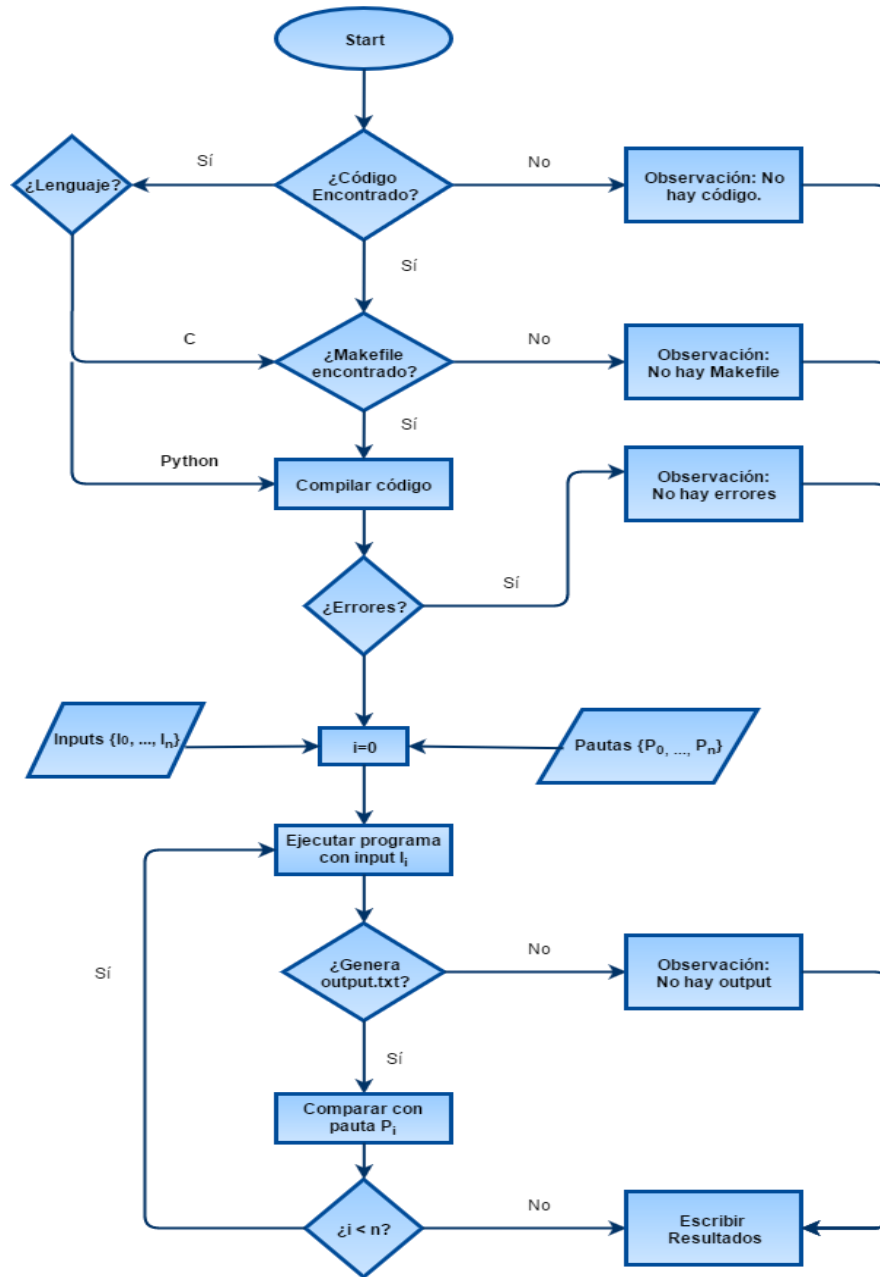 Start
Sí
No
¿Lenguaje?
¿Código
Encontrado?
Observación: No
hay código.
Sí
C
No
¿Makefile
encontrado?
Observación:
No hay Makefile
Sí
Python
Compilar código
Observación:
No hay errores
Sí
¿Errores?
Inputs {I0, ..., In}
i=0
Pautas {P0, ..., Pn}
Ejecutar programa
con input Ii
Sí
No
¿Genera
output.txt?
Observación:
No hay output
Sí
Comparar con
pauta Pi
No
¿i < n?
Escribir
Resultados